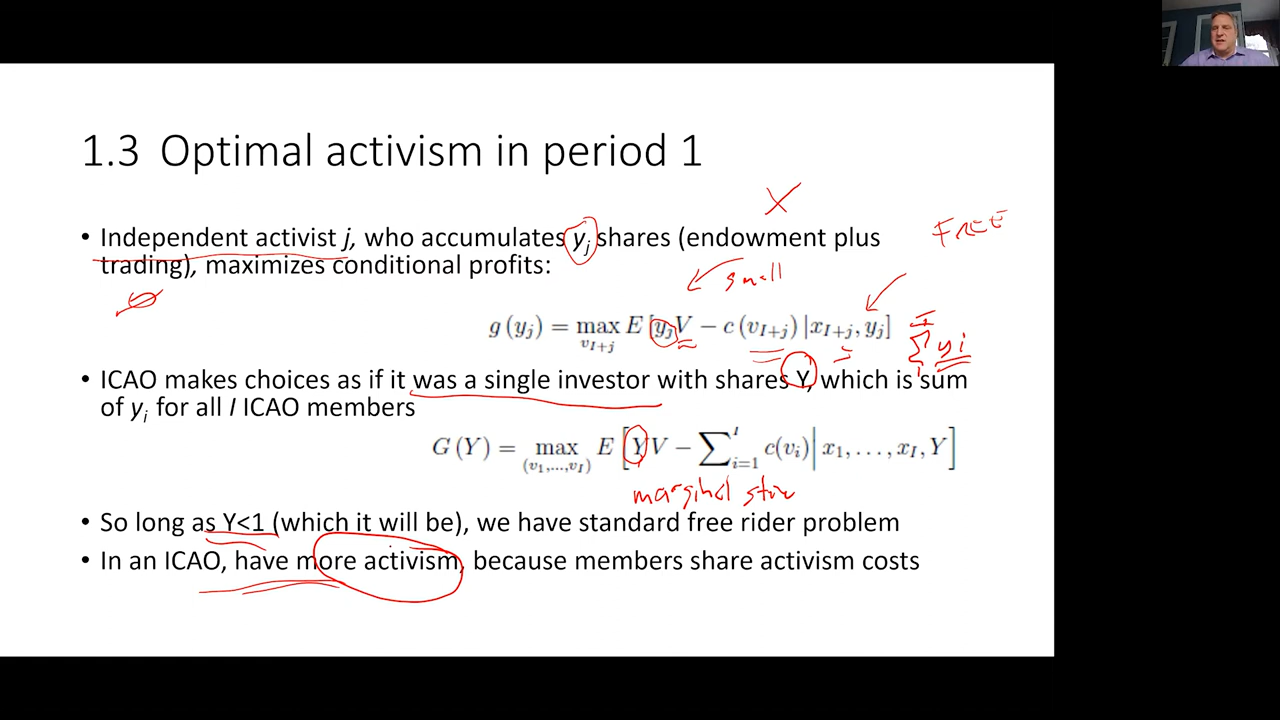 1.3 Optimal activism in period 1
X
FREE
• Independent activist j, who accumulates yj shares (endowment plus
trading), maximizes conditional profits:
small
g (yj) = max E [yjV − c (vI+j) |xI+j, yj]
vI+j
I
∑ yi
1
• ICAO makes choices as if it was a single investor with shares Y, which is sum
of yi for all I ICAO members
G (Y) = max E [YV − ∑ᴵi=1 c(vi)| x1, . . . , xI, Y]
(v1,...,vI)
marginal
• So long as Y<1 (which it will be), we have standard free rider problem
• In an ICAO, have more activism, because members share activism costs